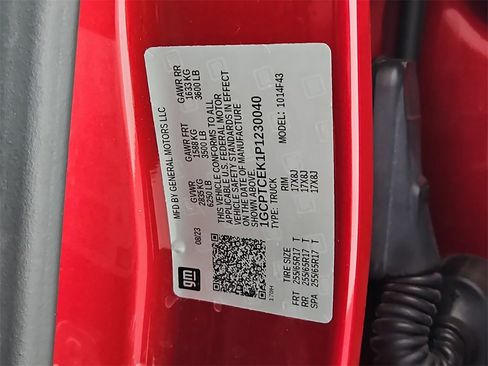 MFD BY GENERAL MOTORS LLC
08/23
GVWR GAWR FRT GAWR RR
2835 KG 1588 KG 1633 KG
6250 LB 3500 LB 3600 LB
THIS VEHICLE CONFORMS TO ALL
APPLICABLE U.S. FEDERAL MOTOR
VEHICLE SAFETY STANDARDS IN EFFECT
ON THE DATE OF MANUFACTURE
1GCPTCEK1P1230040
TYPE: TRUCK MODEL: 1014F43
gm
TIRE SIZE RIM
FRT 255/65R17 T 17X8J
RR 255/65R17 T 17X8J
SPA 255/65R17 T 17X8J